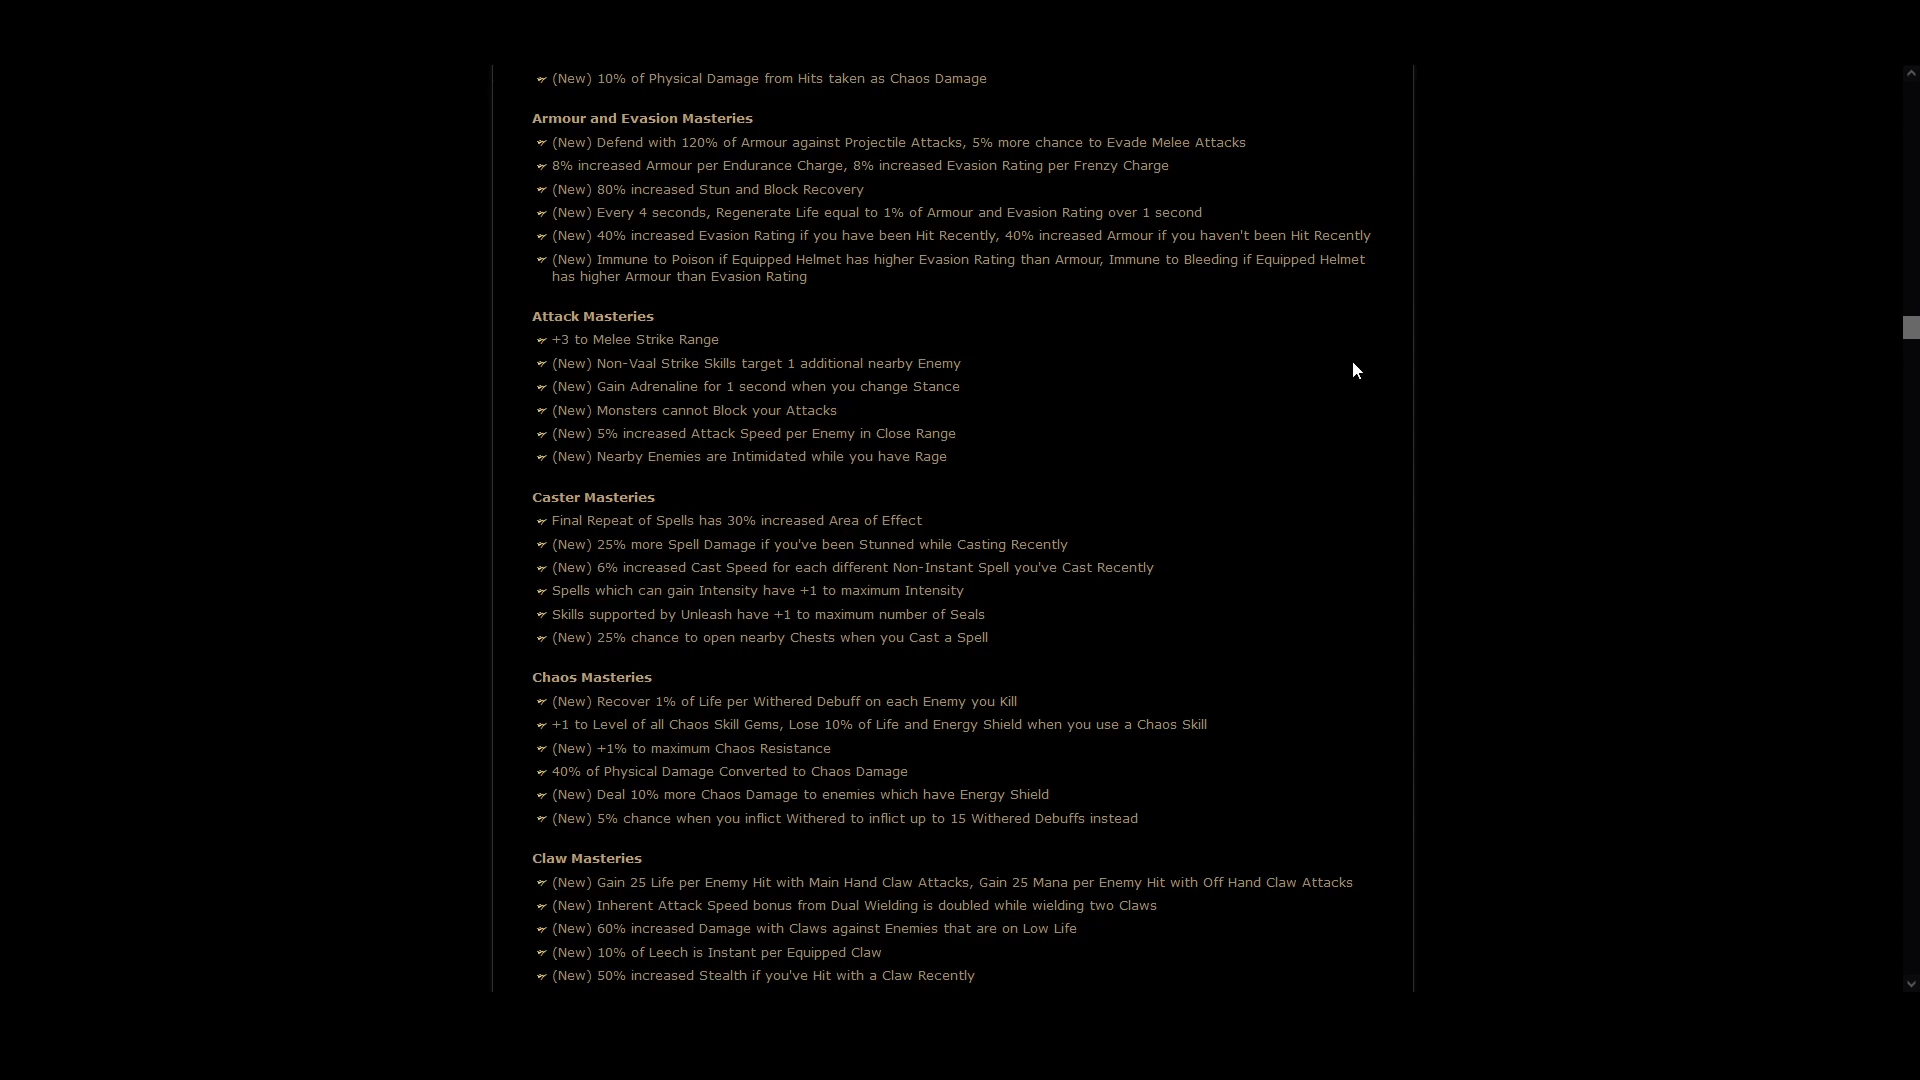 (New) 10% of Physical Damage from Hits taken as Chaos Damage
Armour and Evasion Masteries
(New) Defend with 120% of Armour against Projectile Attacks, 5% more chance to Evade Melee Attacks
8% increased Armour per Endurance Charge, 8% increased Evasion Rating per Frenzy Charge
(New) 80% increased Stun and Block Recovery
(New) Every 4 seconds, Regenerate Life equal to 1% of Armour and Evasion Rating over 1 second
(New) 40% increased Evasion Rating if you have been Hit Recently, 40% increased Armour if you haven't been Hit Recently
(New) Immune to Poison if Equipped Helmet has higher Evasion Rating than Armour, Immune to Bleeding if Equipped Helmet
has higher Armour than Evasion Rating
Attack Masteries
+3 to Melee Strike Range
(New) Non-Vaal Strike Skills target 1 additional nearby Enemy
(New) Gain Adrenaline for 1 second when you change Stance
(New) Monsters cannot Block your Attacks
(New) 5% increased Attack Speed per Enemy in Close Range
(New) Nearby Enemies are Intimidated while you have Rage
Caster Masteries
Final Repeat of Spells has 30% increased Area of Effect
(New) 25% more Spell Damage if you've been Stunned while Casting Recently
(New) 6% increased Cast Speed for each different Non-Instant Spell you've Cast Recently
Spells which can gain Intensity have +1 to maximum Intensity
Skills supported by Unleash have +1 to maximum number of Seals
(New) 25% chance to open nearby Chests when you Cast a Spell
Chaos Masteries
(New) Recover 1% of Life per Withered Debuff on each Enemy you Kill
+1 to Level of all Chaos Skill Gems, Lose 10% of Life and Energy Shield when you use a Chaos Skill
(New) +1% to maximum Chaos Resistance
40% of Physical Damage Converted to Chaos Damage
(New) Deal 10% more Chaos Damage to enemies which have Energy Shield
(New) 5% chance when you inflict Withered to inflict up to 15 Withered Debuffs instead
Claw Masteries
(New) Gain 25 Life per Enemy Hit with Main Hand Claw Attacks, Gain 25 Mana per Enemy Hit with Off Hand Claw Attacks
(New) Inherent Attack Speed bonus from Dual Wielding is doubled while wielding two Claws
(New) 60% increased Damage with Claws against Enemies that are on Low Life
(New) 10% of Leech is Instant per Equipped Claw
(New) 50% increased Stealth if you've Hit with a Claw Recently